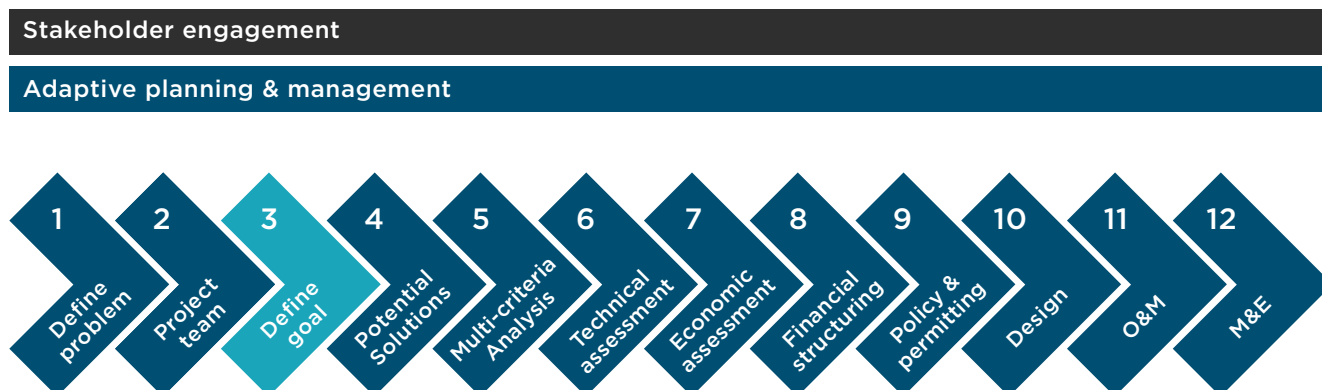 Stakeholder engagement
Adaptive planning & management
1
Define
problem
2
Project
team
3
Define
goal
4
Potential
Solutions
5
Multi-criteria
Analysis
6
Technical
assessment
7
Economic
assessment
8
Financial
structuring
9
Policy &
permitting
10
Design
11
O&M
12
M&E